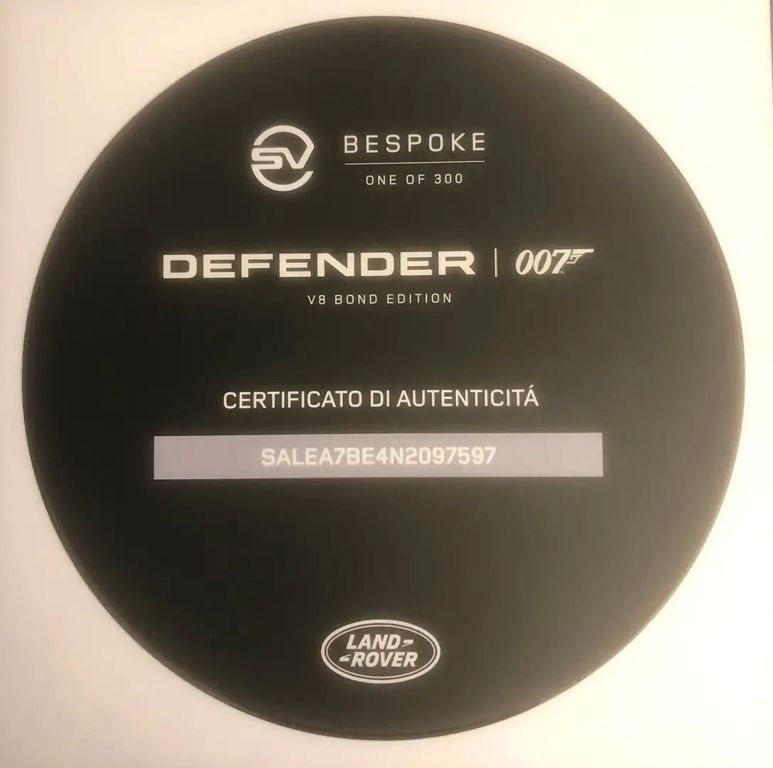 SV BESPOKE
ONE OF 300
DEFENDER | 007
V8 BOND EDITION
CERTIFICATO DI AUTENTICITÁ
SALEA7BE4N2097597
LAND-
-ROVER